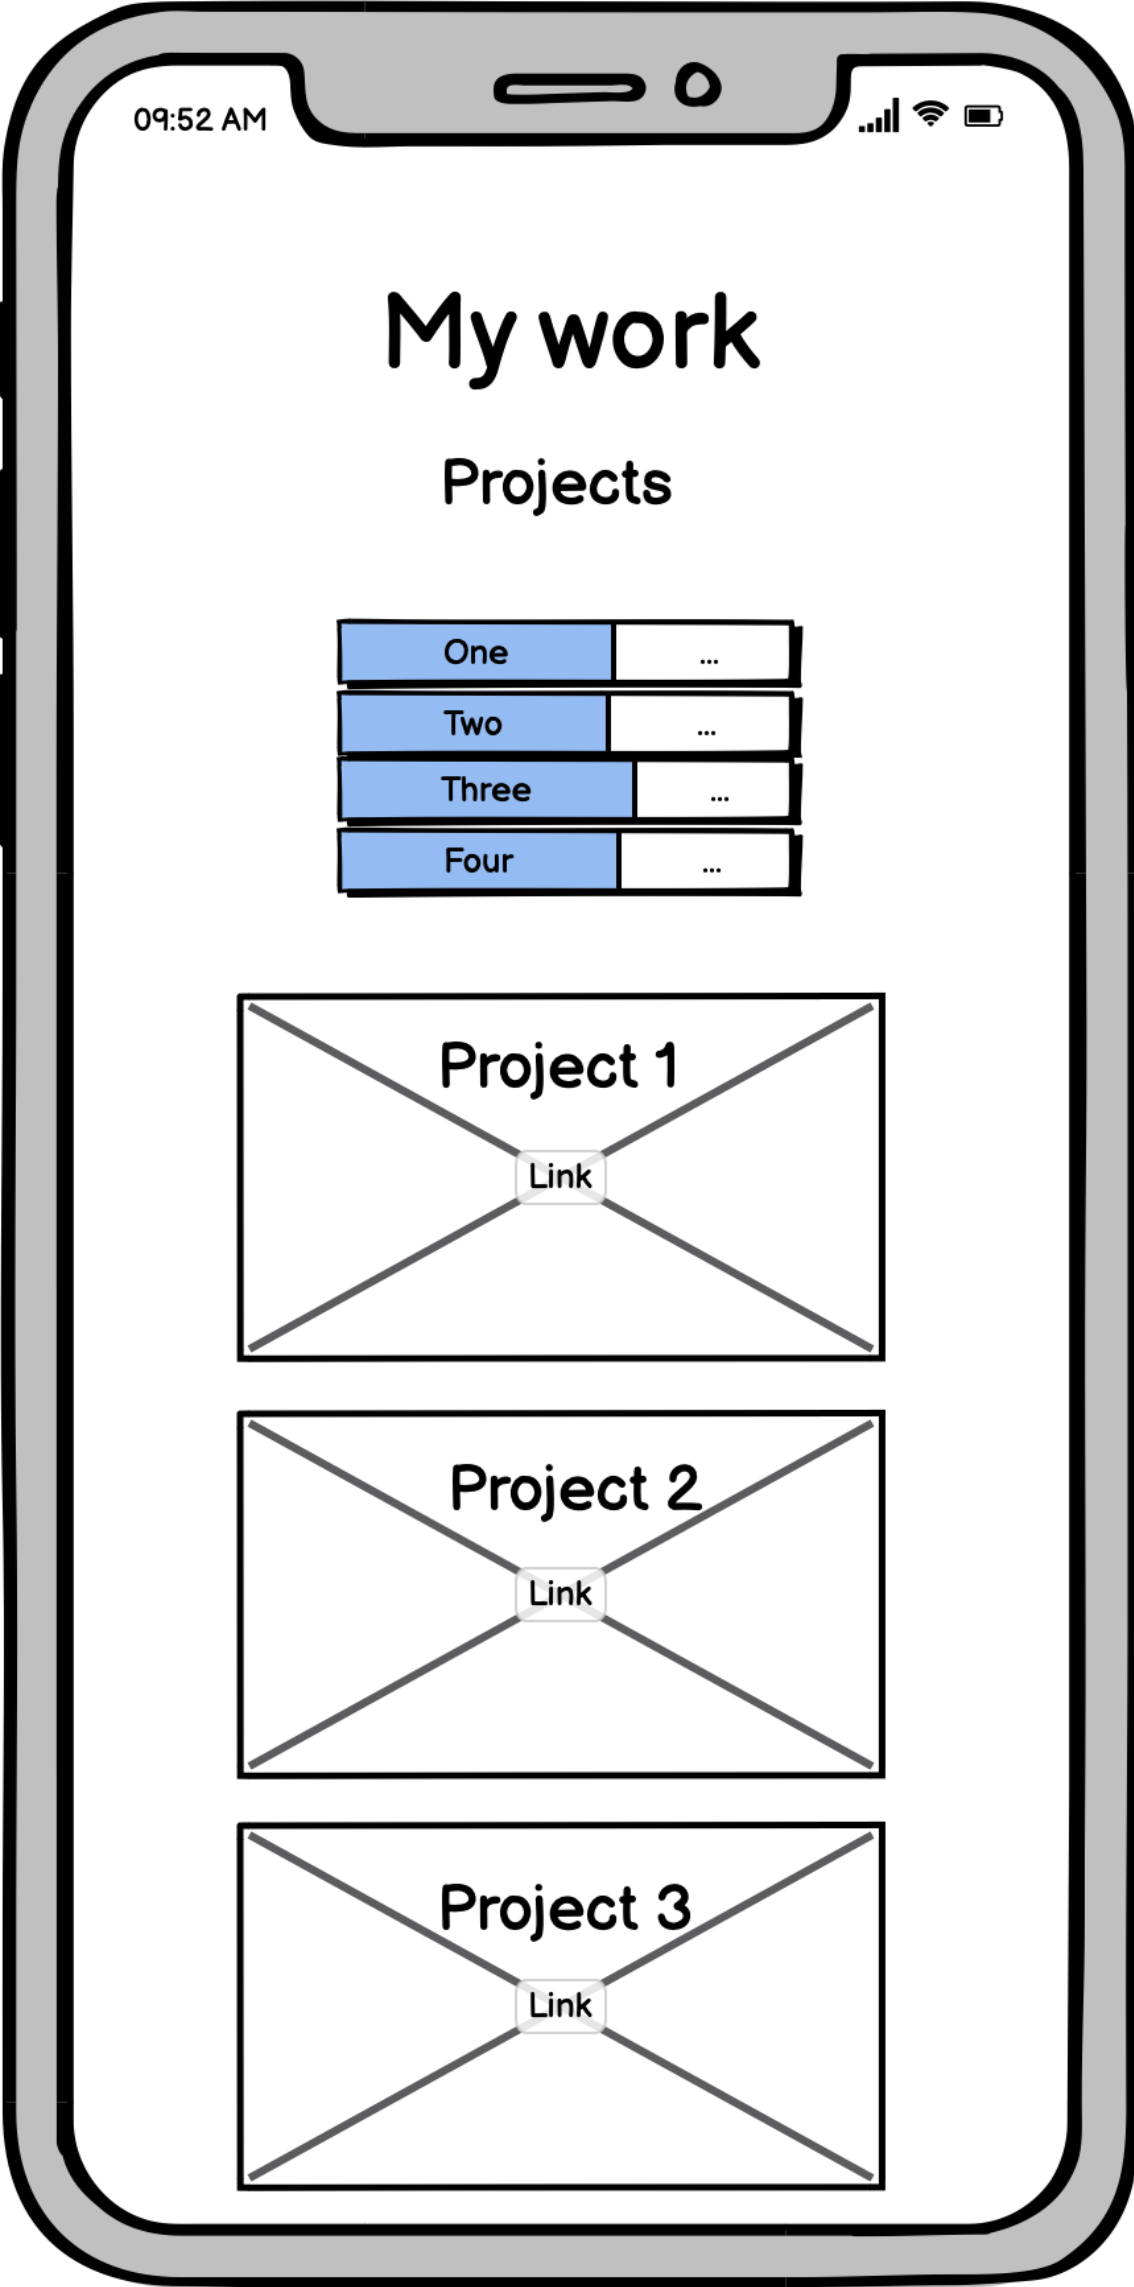 09:52 AM
My work
Projects
One ...
Two ...
Three ...
Four ...
Project 1
Link
Project 2
Link
Project 3
Link